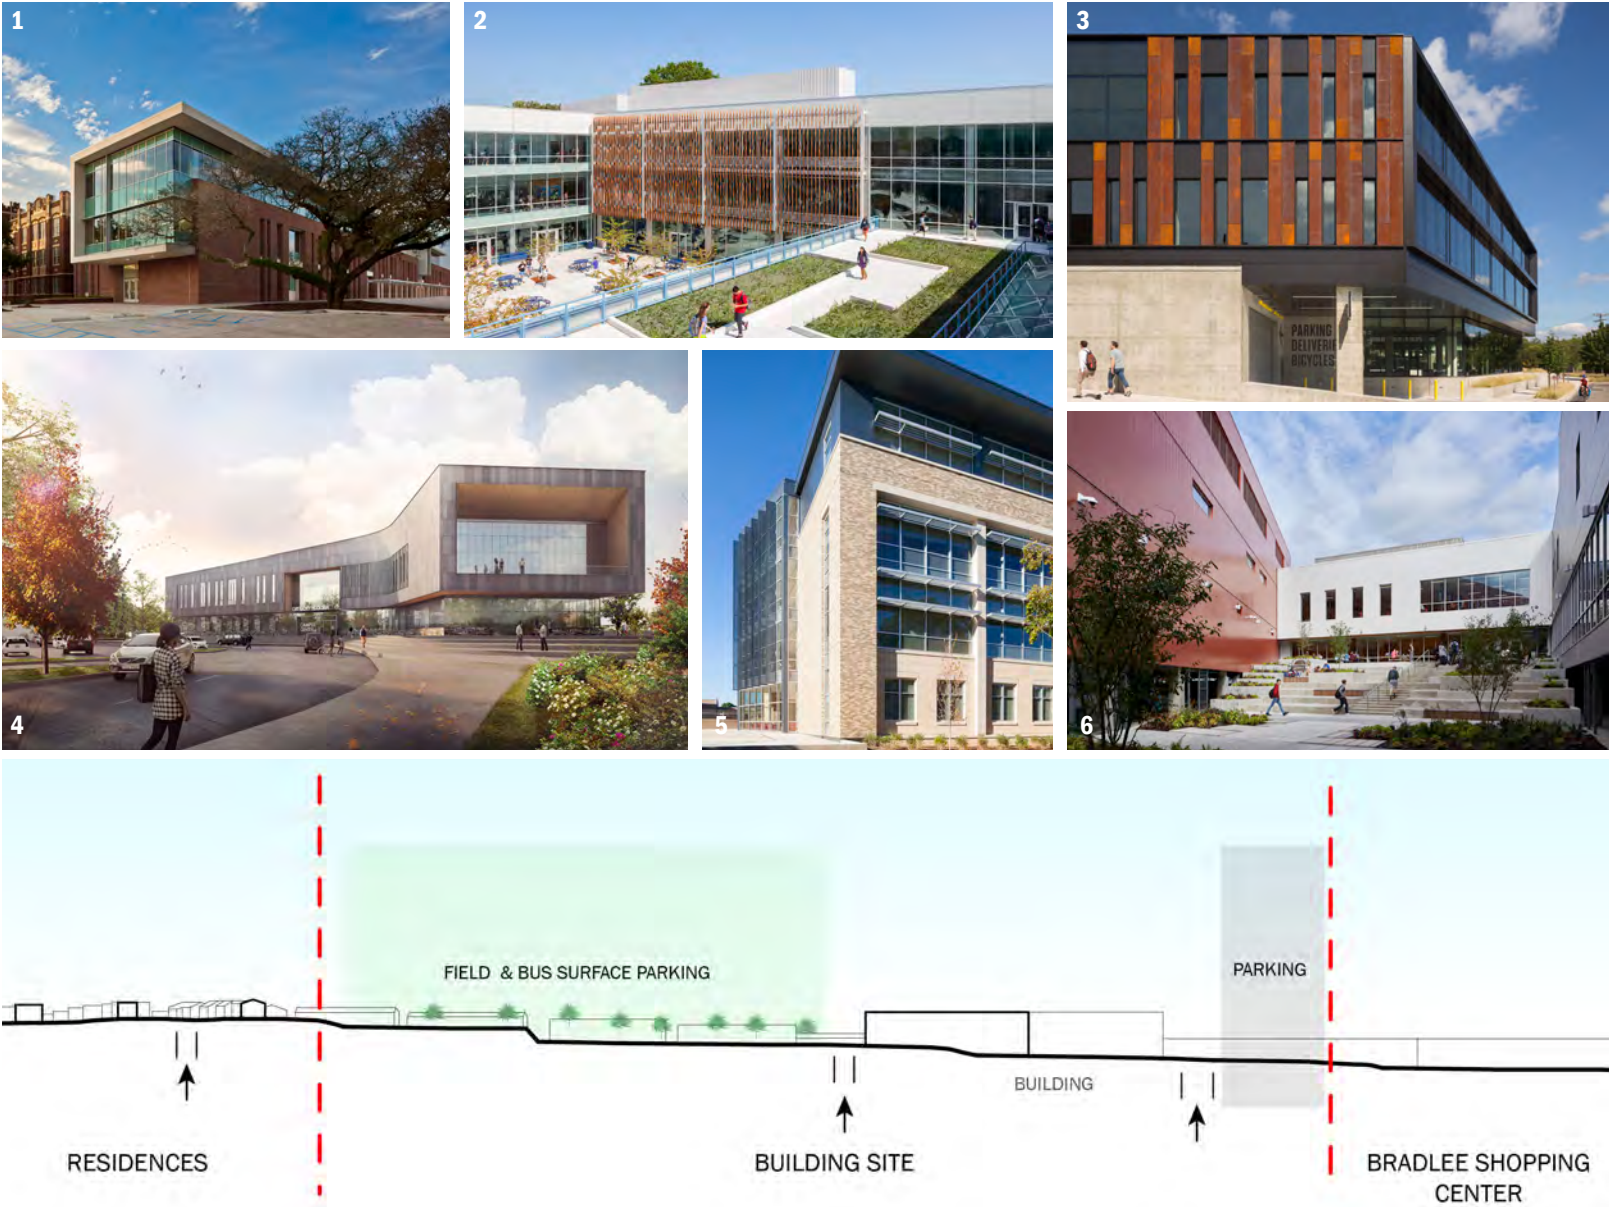 1
2
3
PARKING
DELIVERIES
BICYCLES
4
5
6
FIELD & BUS SURFACE PARKING
PARKING
BUILDING
RESIDENCES
BUILDING SITE
BRADLEE SHOPPING
CENTER